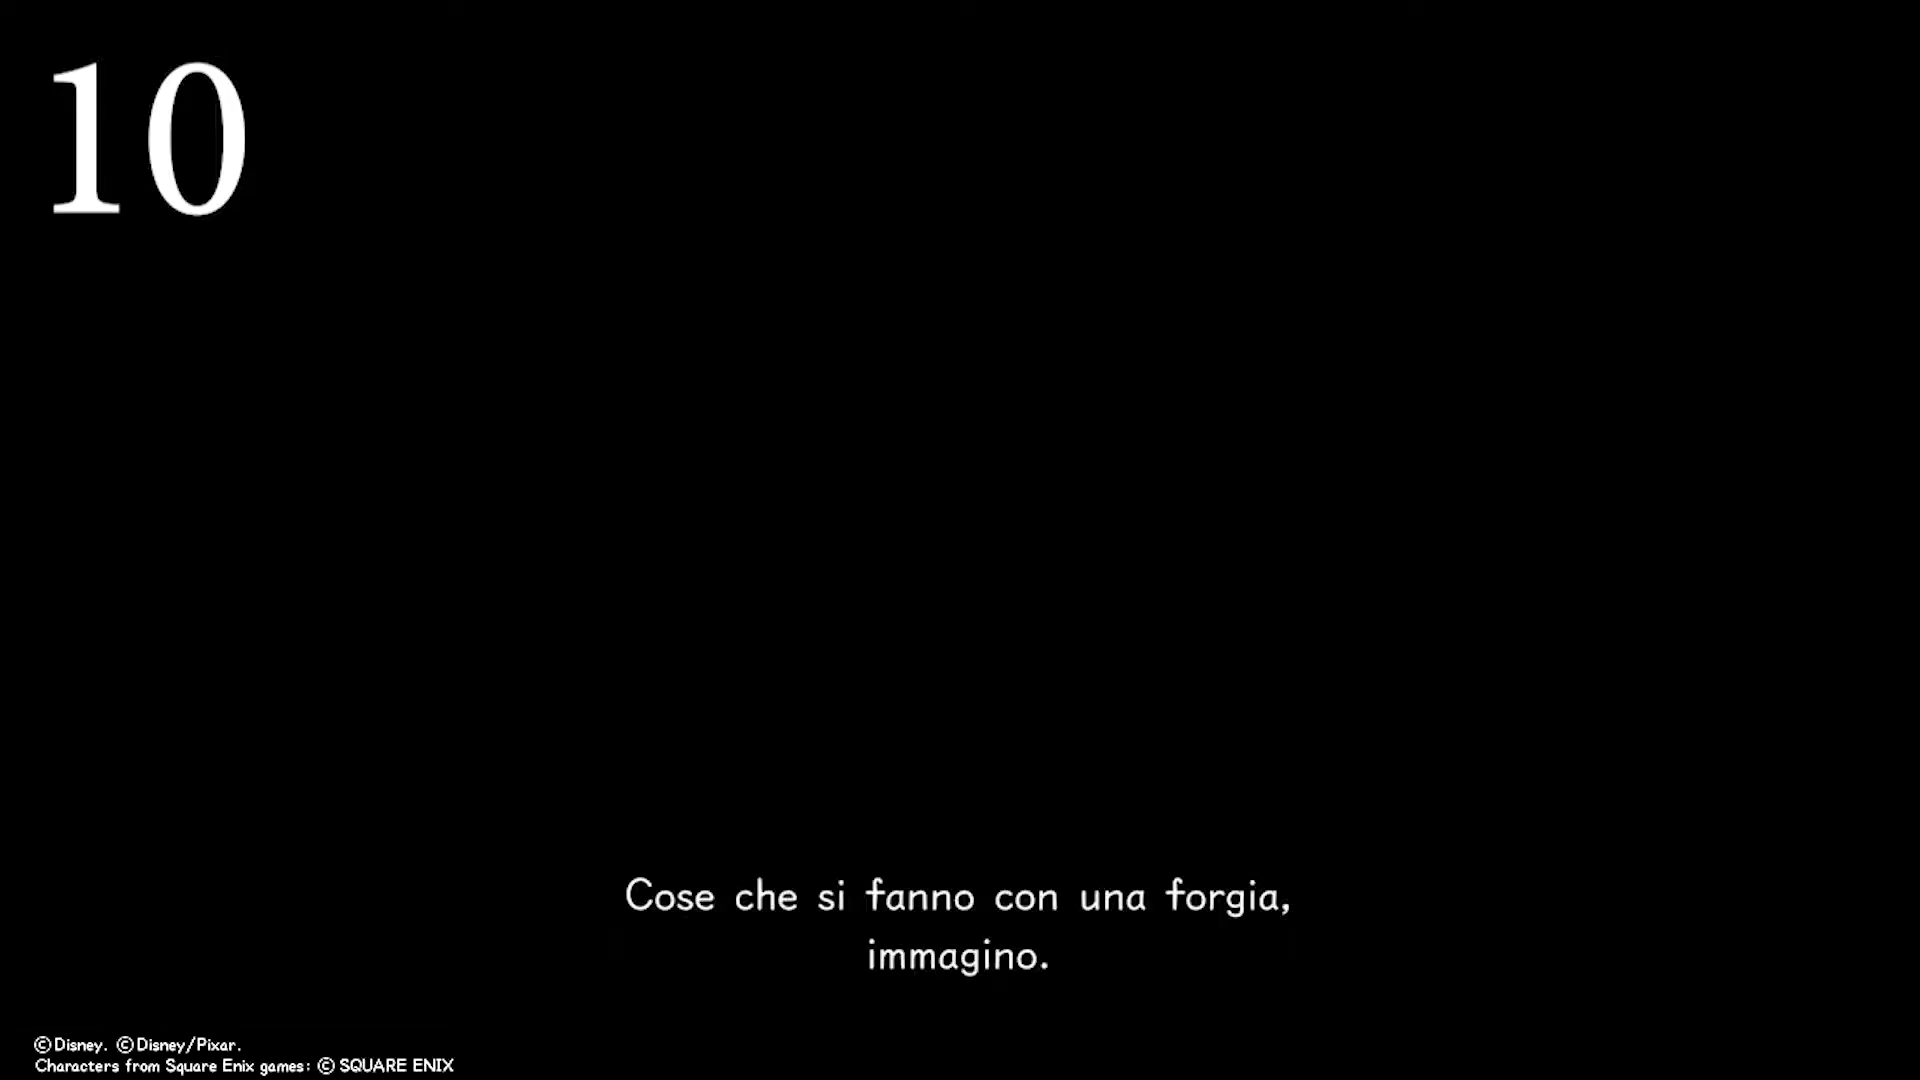 10
Cose che si fanno con una forgia,
immagino.
©Disney. ©Disney/Pixar.
Characters from Square Enix games: © SQUARE ENIX